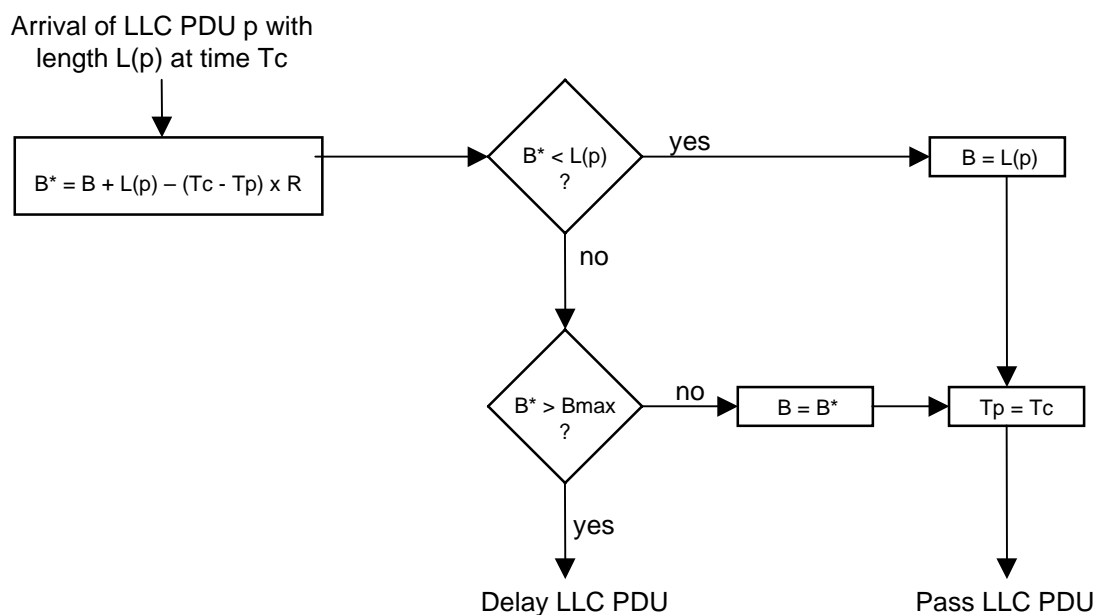 Arrival of LLC PDU p with
length L(p) at time Tc
B* = B + L(p) – (Tc - Tp) x R
B* < L(p)
?
yes
B = L(p)
no
B* > Bmax
?
no
B = B*
Tp = Tc
yes
Delay LLC PDU
Pass LLC PDU